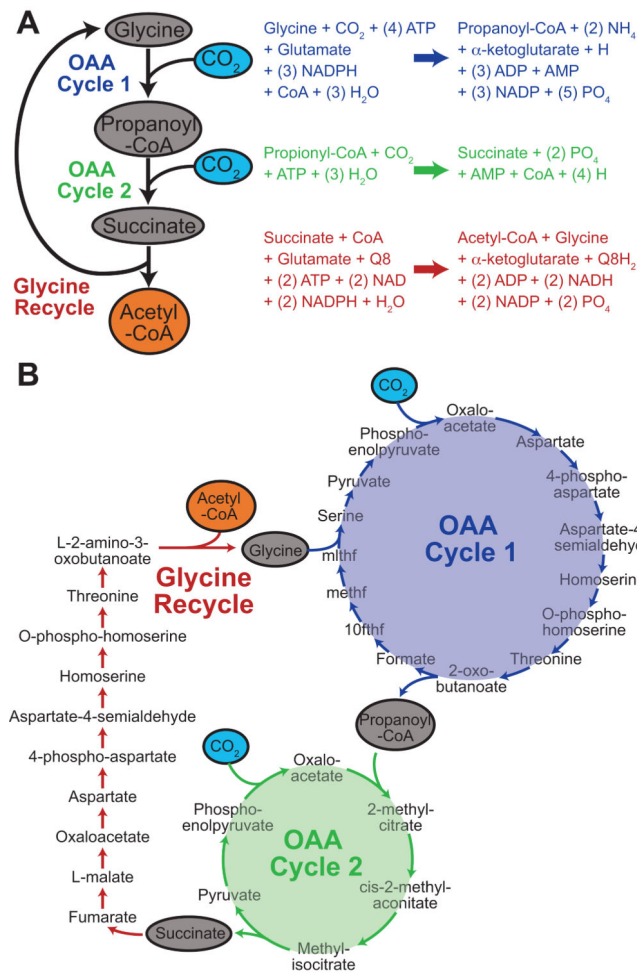 A
Glycine
OAA
Cycle 1
CO2
Propanoyl
-CoA
OAA
Cycle 2
CO2
Succinate
Glycine
Recycle
Acetyl
-CoA
Glycine + CO2 + (4) ATP
+ Glutamate
+ (3) NADPH
+ CoA + (3) H2O
Propanoyl-CoA + (2) NH4
+ α-ketoglutarate + H
+ (3) ADP + AMP
+ (3) NADP + (5) PO4
Propionyl-CoA + CO2
+ ATP + (3) H2O
Succinate + (2) PO4
+ AMP + CoA + (4) H
Succinate + CoA
+ Glutamate + Q8
+ (2) ATP + (2) NAD
+ (2) NADPH + H2O
Acetyl-CoA + Glycine
+ α-ketoglutarate + Q8H2
+ (2) ADP + (2) NADH
+ (2) NADP + (2) PO4
B
CO2
Oxalo-
acetate
Aspartate
4-phospho-
aspartate
Aspartate-4
semialdehyd
Homoserin
O-phospho-
homoserine
Threonine
2-oxo-
butanoate
Formate
10fthf
methf
mlthf
Serine
Pyruvate
Phospho-
enolpyruvate
OAA
Cycle 1
Acetyl
-CoA
Glycine
Glycine
Recycle
L-2-amino-3-
oxobutanoate
Threonine
O-phospho-homoserine
Homoserine
Aspartate-4-semialdehyde
4-phospho-aspartate
Aspartate
Oxaloacetate
L-malate
Fumarate
Succinate
Propanoyl
-CoA
CO2
Oxalo-
acetate
2-methyl-
citrate
cis-2-methyl-
aconitate
Methyl-
isocitrate
Pyruvate
Phospho-
enolpyruvate
OAA
Cycle 2